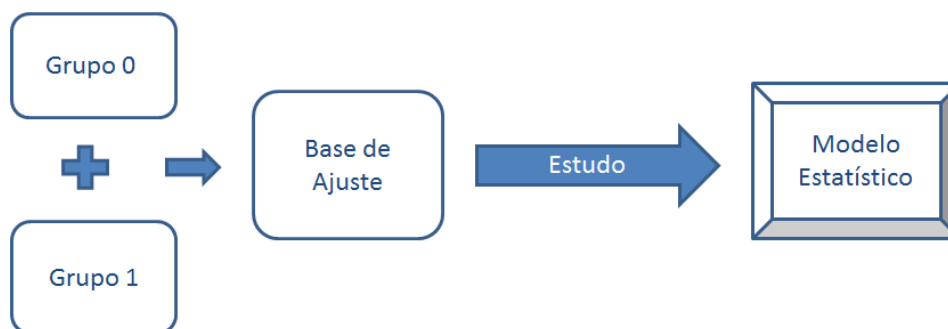 Grupo 0
Grupo 1
Base de
Ajuste
Estudo
Modelo
Estatístico